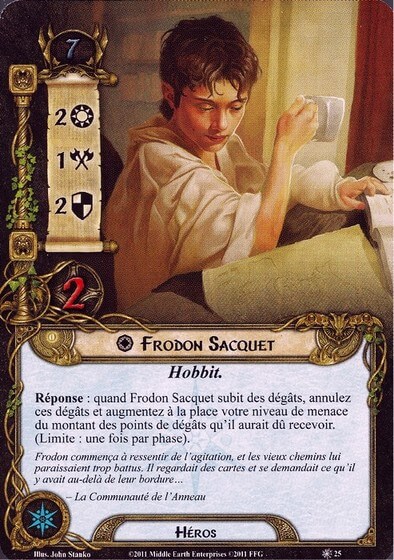 7
2
1
2
2
Frodon Sacquet
Hobbit.
Réponse : quand Frodon Sacquet subit des dégâts, annulez
ces dégâts et augmentez à la place votre niveau de menace
du montant des points de dégâts qu'il aurait dû recevoir.
(Limite : une fois par phase).
Frodon commença à ressentir de l'agitation, et les vieux chemins lui
paraissaient trop battus. Il regardait des cartes et se demandait ce qu'il
y avait au-delà de leur bordure…
– La Communauté de l'Anneau
Héros
Illus. John Stanko
©2011 Middle Earth Enterprises ©2011 FFG
25